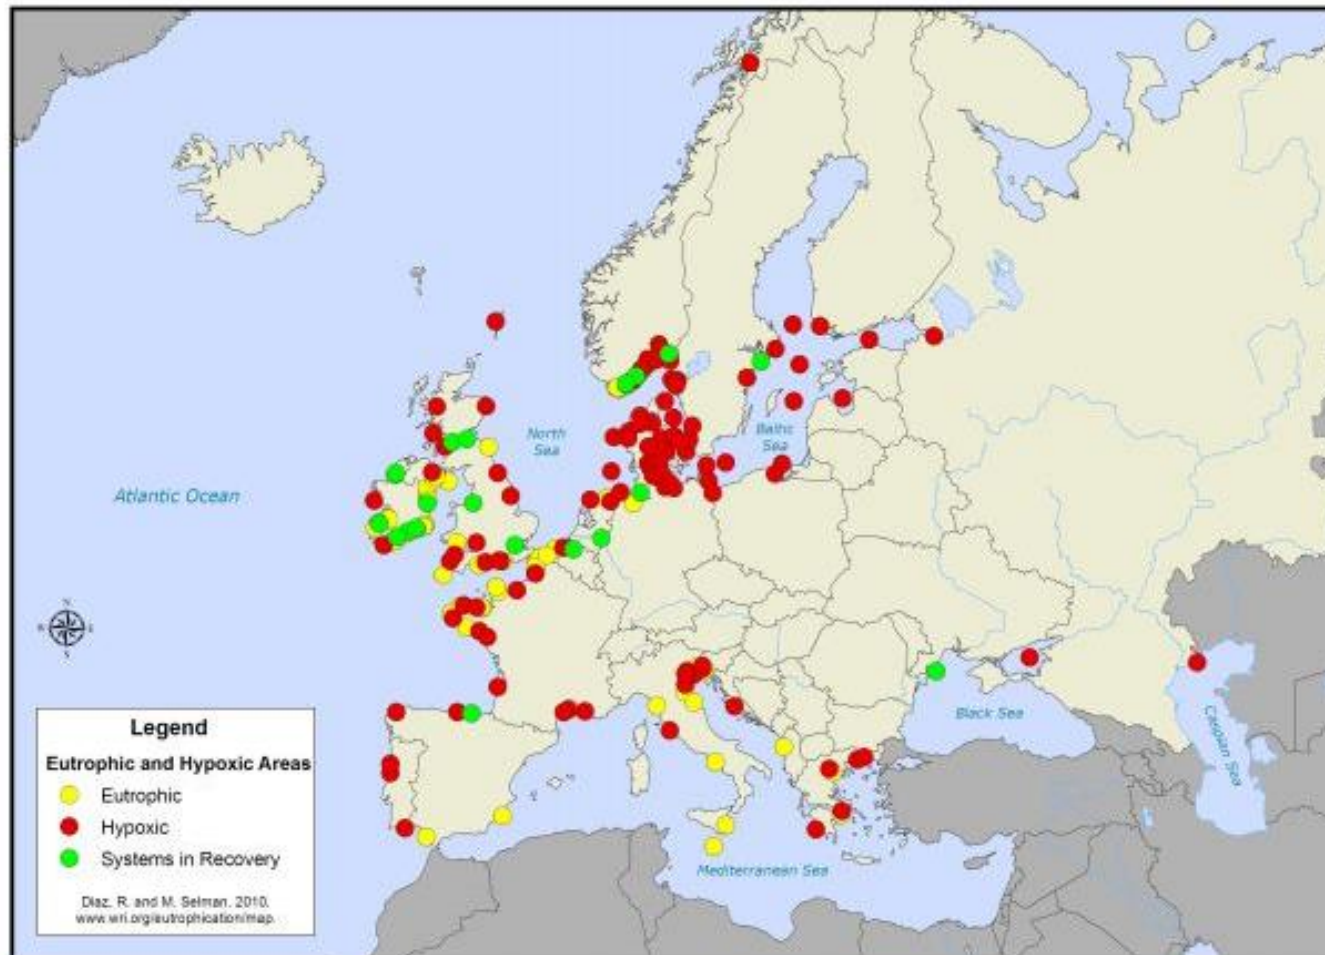 North
Sea
Baltic
Sea
Atlantic Ocean
N
Black Sea
Caspian Sea
Mediterranean Sea
Legend
Eutrophic and Hypoxic Areas
Eutrophic
Hypoxic
Systems in Recovery
Diaz, R. and M. Selman. 2010.
www.wri.org/eutrophication/map.